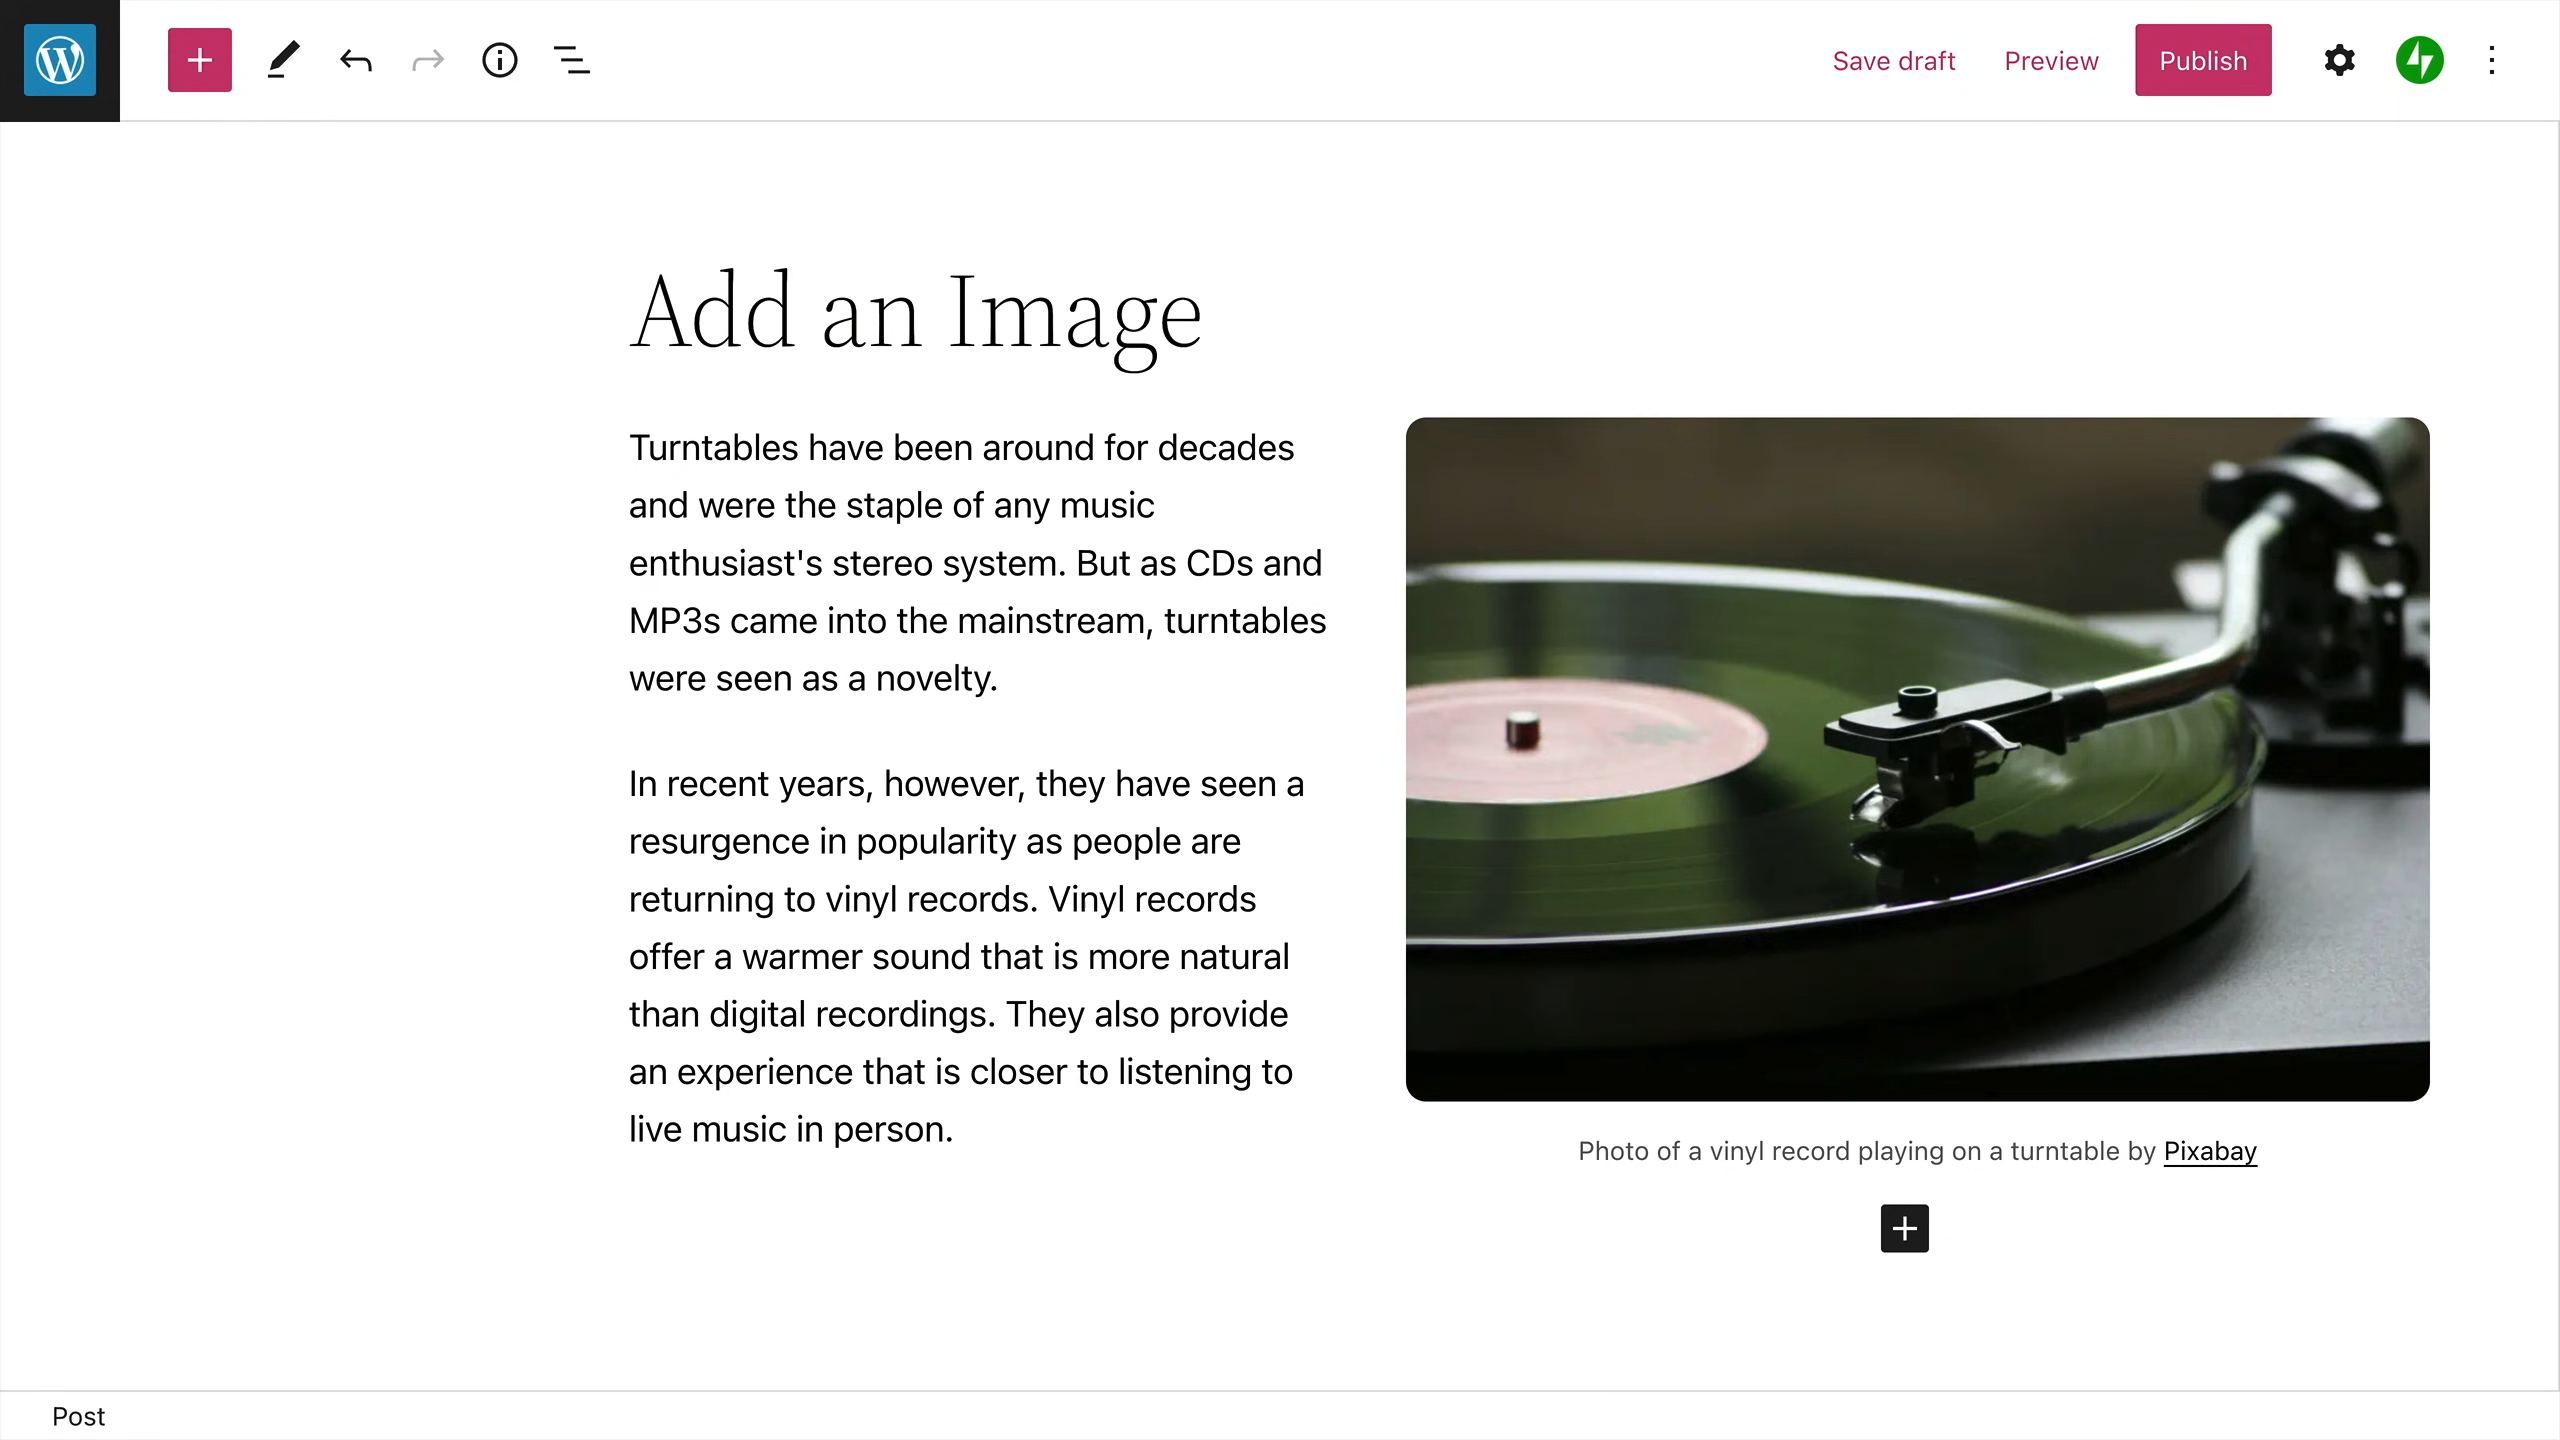 Save draft
Preview
Publish
Add an Image
Turntables have been around for decades
and were the staple of any music
enthusiast's stereo system. But as CDs and
MP3s came into the mainstream, turntables
were seen as a novelty.
In recent years, however, they have seen a
resurgence in popularity as people are
returning to vinyl records. Vinyl records
offer a warmer sound that is more natural
than digital recordings. They also provide
an experience that is closer to listening to
live music in person.
Photo of a vinyl record playing on a turntable by Pixabay
Post